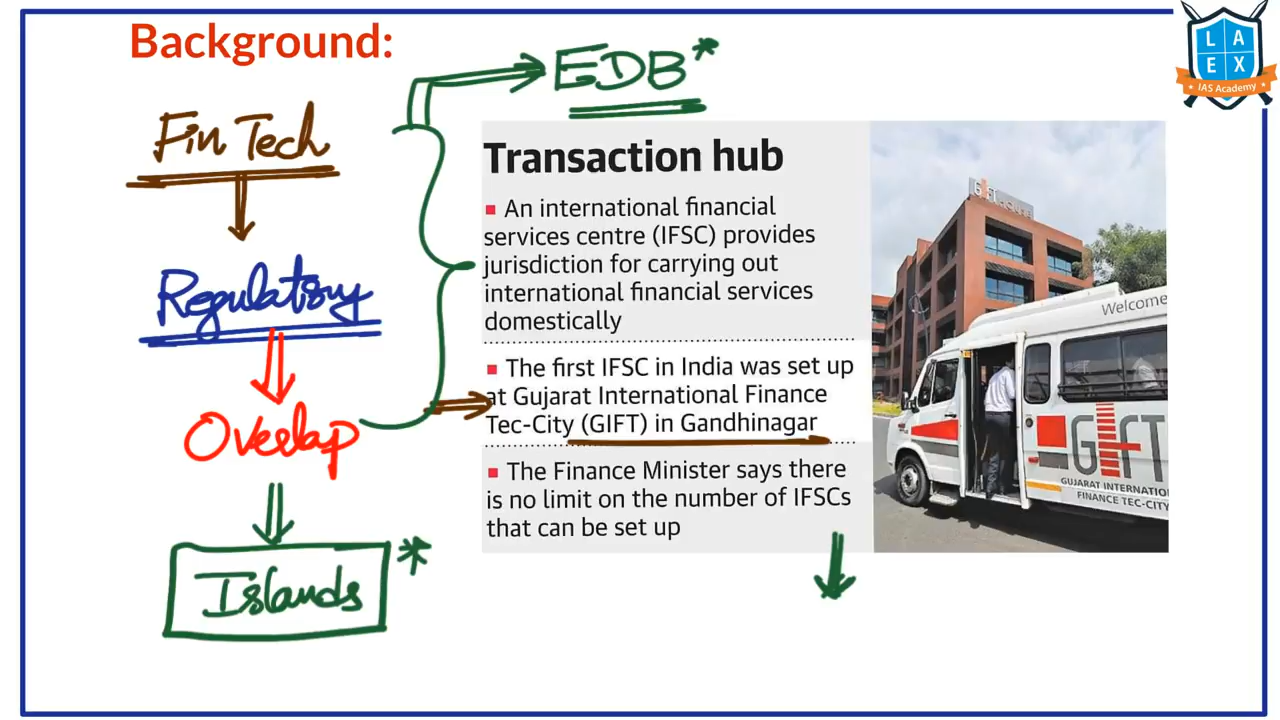 Background:
EDB*
Fin Tech
Regulatory
Overlap
Islands *
Transaction hub
An international financial
services centre (IFSC) provides
jurisdiction for carrying out
international financial services
domestically
The first IFSC in India was set up
at Gujarat International Finance
Tec-City (GIFT) in Gandhinagar
The Finance Minister says there
is no limit on the number of IFSCs
that can be set up
Welcome
GIFT
GUJARAT INTERNATIO
FINANCE TEC-CITY
L A
E X
IAS Academy